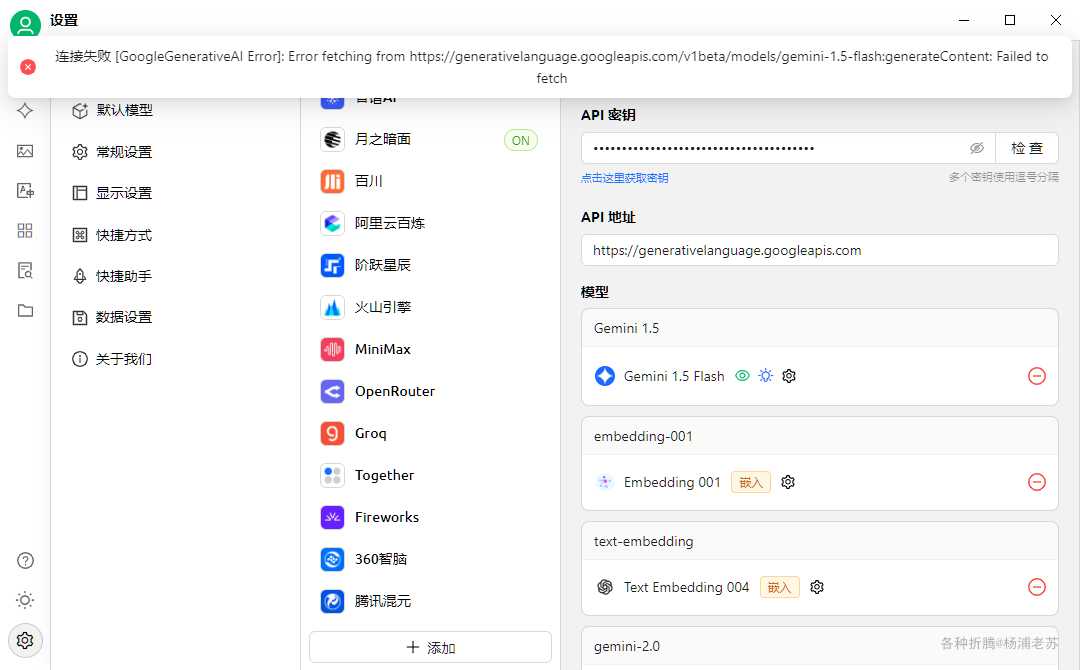 设置
连接失败 [GoogleGenerativeAI Error]: Error fetching from https://generativelanguage.googleapis.com/v1beta/models/gemini-1.5-flash:generateContent: Failed to
fetch
默认模型
常规设置
显示设置
快捷方式
快捷助手
数据设置
关于我们
月之暗面
ON
百川
阿里云百炼
阶跃星辰
火山引擎
MiniMax
OpenRouter
Groq
Together
Fireworks
360智脑
腾讯混元
添加
API 密钥
检 查
点击这里获取密钥
多个密钥使用逗号分隔
API 地址
https://generativelanguage.googleapis.com
模型
Gemini 1.5
Gemini 1.5 Flash
embedding-001
Embedding 001 嵌入
text-embedding
Text Embedding 004 嵌入
gemini-2.0
各种折腾@杨浦老苏